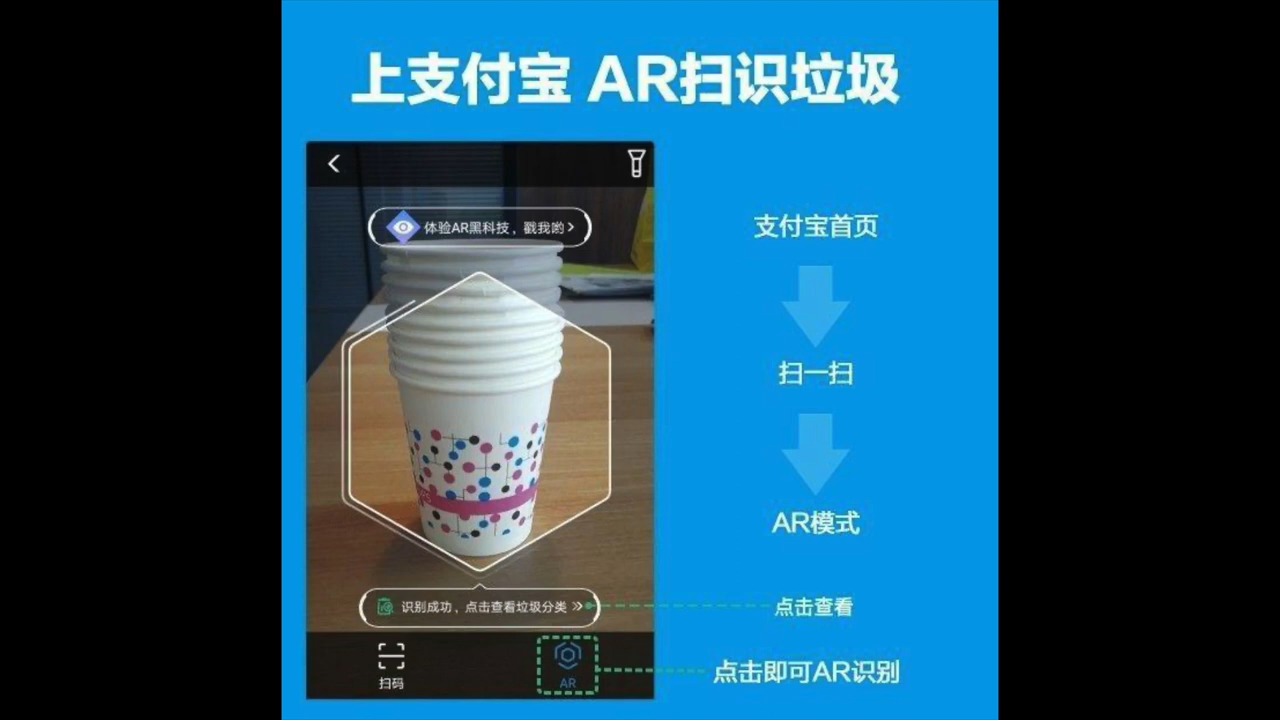 上支付宝 AR扫识垃圾
体验AR黑科技，戳我哟
支付宝首页
扫一扫
AR模式
识别成功，点击查看垃圾分类
点击查看
扫码
AR
点击即可AR识别